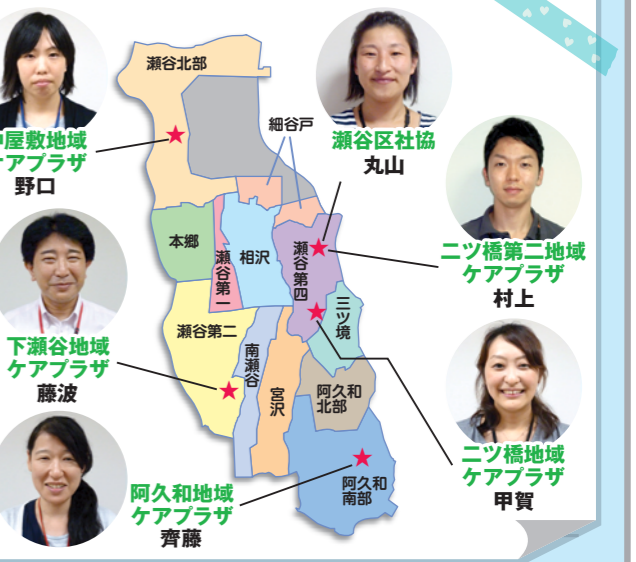 瀬谷北部
細谷戸
本郷
瀬谷第一
相沢
瀬谷第四
三ツ境
瀬谷第二
南瀬谷
宮沢
阿久和
北部
阿久和
南部
屋敷地域
アプラザ
野口
瀬谷区社協
丸山
二ツ橋第二地域
ケアプラザ
村上
下瀬谷地域
ケアプラザ
藤波
二ツ橋地域
ケアプラザ
甲賀
阿久和地域
ケアプラザ
齊藤